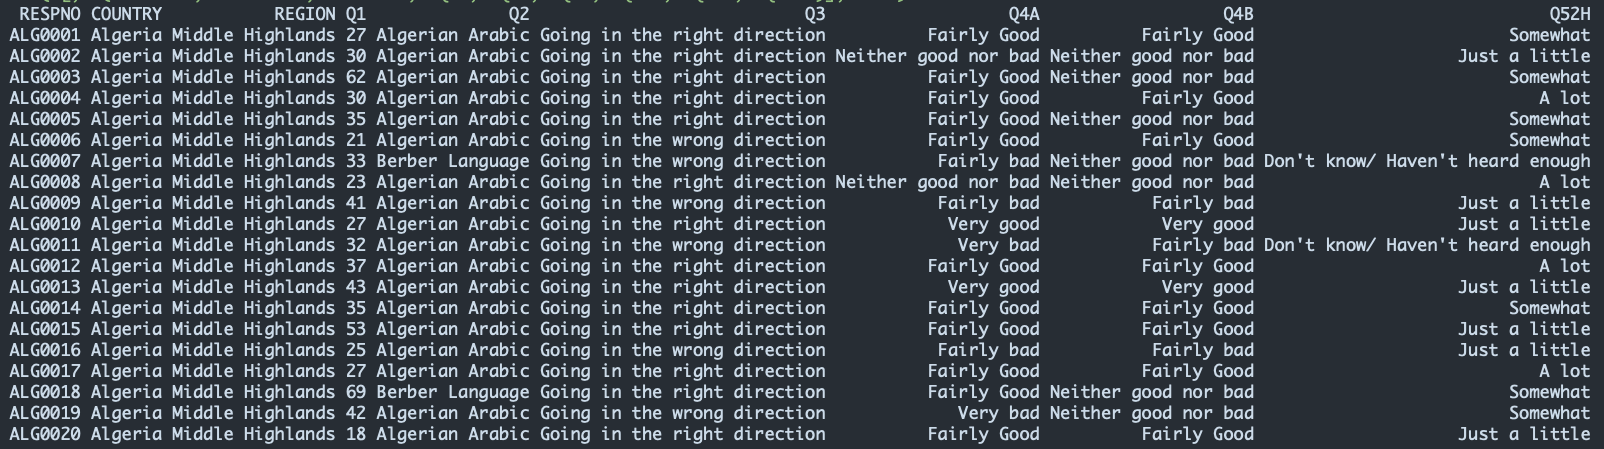 RESPNO COUNTRY REGION Q1 Q2 Q3 Q4A Q4B Q52H
ALG0001 Algeria Middle Highlands 27 Algerian Arabic Going in the right direction Fairly Good Fairly Good Somewhat
ALG0002 Algeria Middle Highlands 30 Algerian Arabic Going in the right direction Neither good nor bad Neither good nor bad Just a little
ALG0003 Algeria Middle Highlands 62 Algerian Arabic Going in the right direction Fairly Good Neither good nor bad Somewhat
ALG0004 Algeria Middle Highlands 30 Algerian Arabic Going in the right direction Fairly Good Fairly Good A lot
ALG0005 Algeria Middle Highlands 35 Algerian Arabic Going in the right direction Fairly Good Neither good nor bad Somewhat
ALG0006 Algeria Middle Highlands 21 Algerian Arabic Going in the wrong direction Fairly Good Fairly Good Somewhat
ALG0007 Algeria Middle Highlands 33 Berber Language Going in the wrong direction Fairly bad Neither good nor bad Don't know/ Haven't heard enough
ALG0008 Algeria Middle Highlands 23 Algerian Arabic Going in the right direction Neither good nor bad Neither good nor bad A lot
ALG0009 Algeria Middle Highlands 41 Algerian Arabic Going in the wrong direction Fairly bad Fairly bad Just a little
ALG0010 Algeria Middle Highlands 27 Algerian Arabic Going in the right direction Very good Very good Just a little
ALG0011 Algeria Middle Highlands 32 Algerian Arabic Going in the wrong direction Very bad Fairly bad Don't know/ Haven't heard enough
ALG0012 Algeria Middle Highlands 37 Algerian Arabic Going in the right direction Fairly Good Fairly Good A lot
ALG0013 Algeria Middle Highlands 43 Algerian Arabic Going in the right direction Very good Very good Just a little
ALG0014 Algeria Middle Highlands 35 Algerian Arabic Going in the right direction Fairly Good Fairly Good Somewhat
ALG0015 Algeria Middle Highlands 53 Algerian Arabic Going in the right direction Fairly Good Fairly Good Just a little
ALG0016 Algeria Middle Highlands 25 Algerian Arabic Going in the wrong direction Fairly bad Fairly bad Just a little
ALG0017 Algeria Middle Highlands 27 Algerian Arabic Going in the right direction Fairly Good Fairly Good A lot
ALG0018 Algeria Middle Highlands 69 Berber Language Going in the right direction Fairly Good Neither good nor bad Somewhat
ALG0019 Algeria Middle Highlands 42 Algerian Arabic Going in the wrong direction Very bad Neither good nor bad Somewhat
ALG0020 Algeria Middle Highlands 18 Algerian Arabic Going in the right direction Fairly Good Fairly Good Just a little